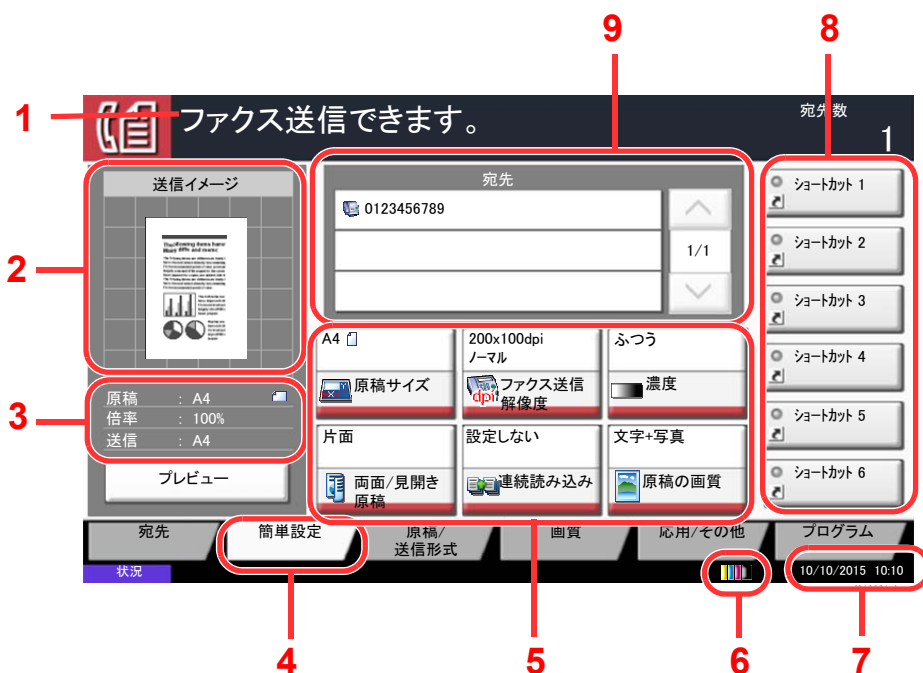 9
8
1
ファクス送信できます。
宛先数
1
送信イメージ
2
宛先
0123456789
1/1
ショートカット 1
ショートカット 2
ショートカット 3
ショートカット 4
ショートカット 5
ショートカット 6
3
原稿 : A4
倍率 : 100%
送信 : A4
プレビュー
A4
原稿サイズ
200x100dpi
ノーマル
dpi
ファクス送信
解像度
ふつう
濃度
片面
両面/見開き
原稿
設定しない
連続読み込み
文字+写真
原稿の画質
宛先
簡単設定
原稿/
送信形式
画質
応用/その他
プログラム
状況
10/10/2015 10:10
4
5
6
7